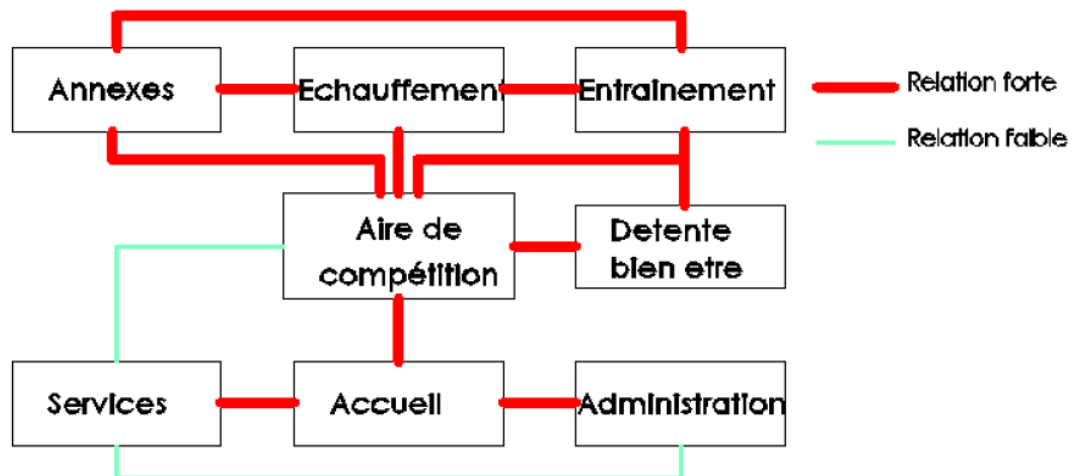 Annexes
Echauffement
Entrainement
Relation forte
Relation faible
Aire de
compétition
Detente
bien etre
Services
Accueil
Administration